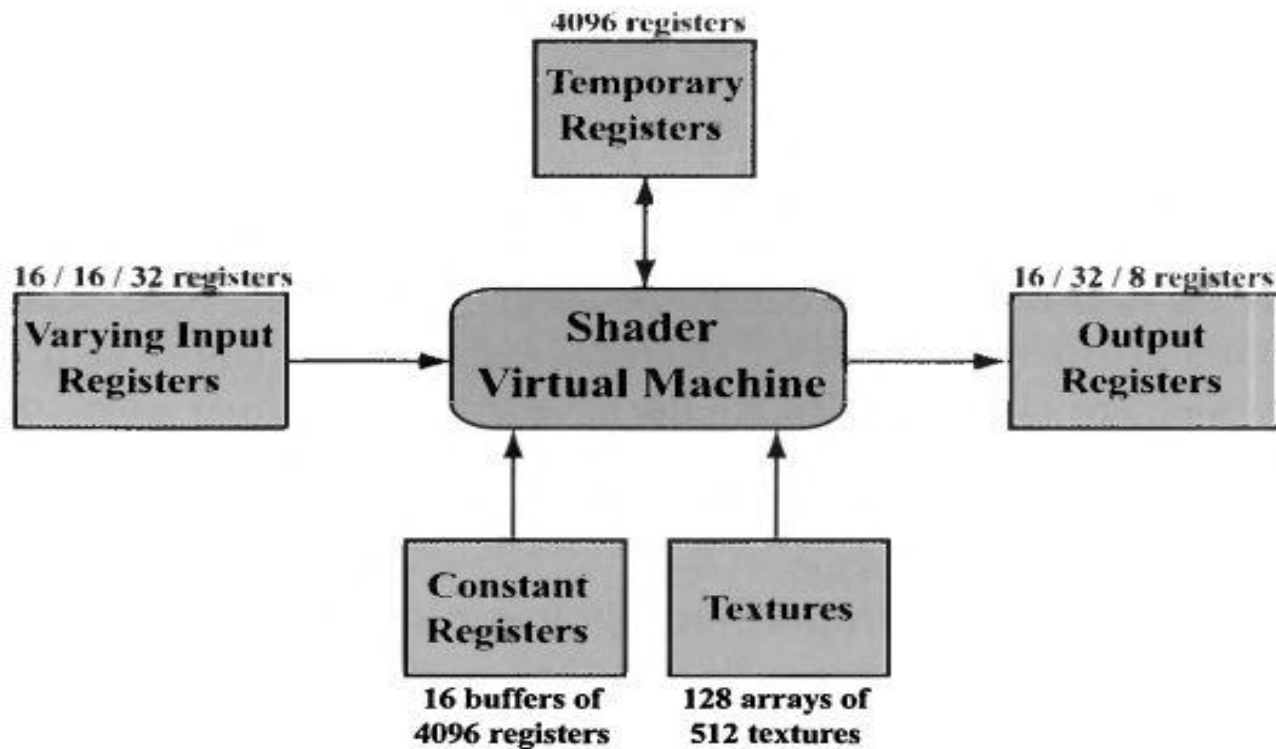 4096 registers
Temporary
Registers
16 / 16 / 32 registers
Varying Input
Registers
Shader
Virtual Machine
16 / 32 / 8 registers
Output
Registers
Constant
Registers
16 buffers of
4096 registers
Textures
128 arrays of
512 textures